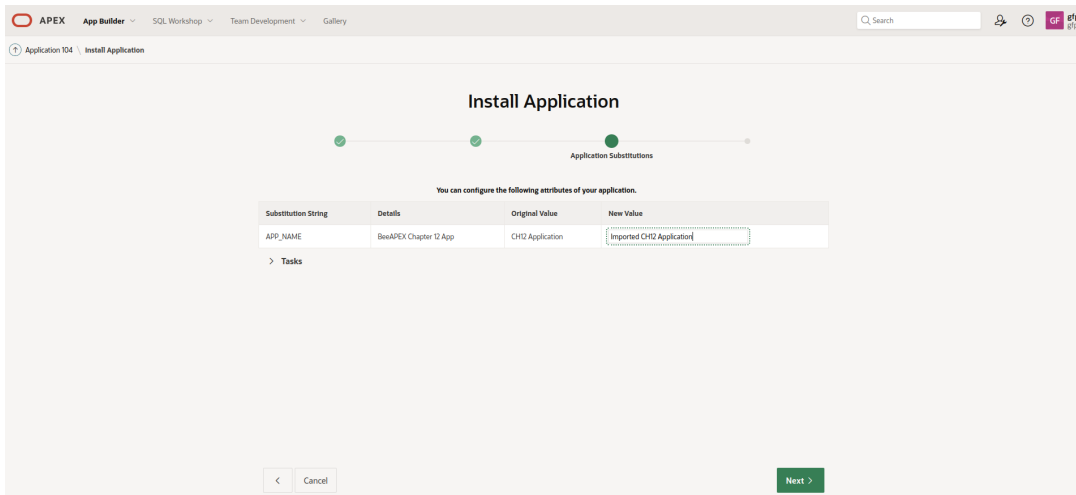 APEX App Builder SQL Workshop Team Development Gallery Search GF
Application 104 \ Install Application
Install Application
Application Substitutions
You can configure the following attributes of your application.
Substitution String Details Original Value New Value
APP_NAME BeeAPEX Chapter 12 App CH12 Application Imported CH12 Application
> Tasks
< Cancel Next >